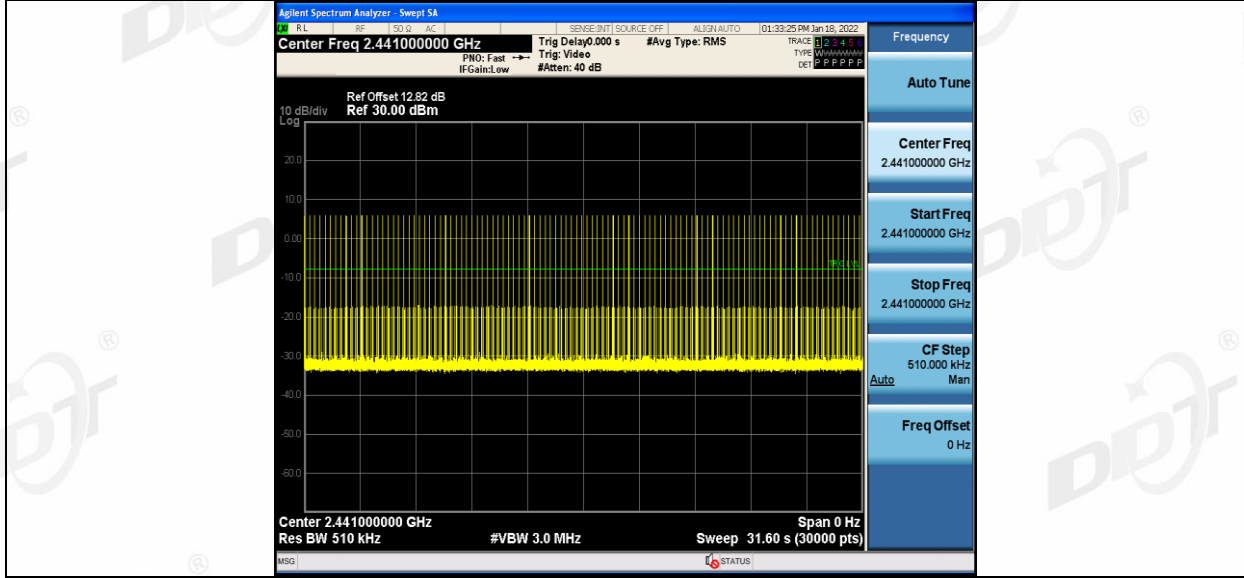 Agilent Spectrum Analyzer - Swept SA
RL RF 50 Ω AC SENSE:INT SOURCE OFF ALIGN AUTO 01:33:25 PM Jan 18, 2022
Center Freq 2.441000000 GHz
PNO: Fast
IFGain:Low
Trig Delay0.000 s
Trig: Video
#Atten: 40 dB
#Avg Type: RMS
TRACE 1 2 3 4 5 6
TYPE
DET P P P P P P
Frequency
Auto Tune
Center Freq
2.441000000 GHz
Start Freq
2.441000000 GHz
Stop Freq
2.441000000 GHz
CF Step
510.000 kHz
Auto Man
Freq Offset
0 Hz
Ref Offset 12.82 dB
10 dB/div Ref 30.00 dBm
Log
20.0
10.0
0.00
TRIG LVL
-10.0
-20.0
-30.0
-40.0
-50.0
-60.0
Center 2.441000000 GHz Span 0 Hz
Res BW 510 kHz #VBW 3.0 MHz Sweep 31.60 s (30000 pts)
MSG STATUS
DDT
®